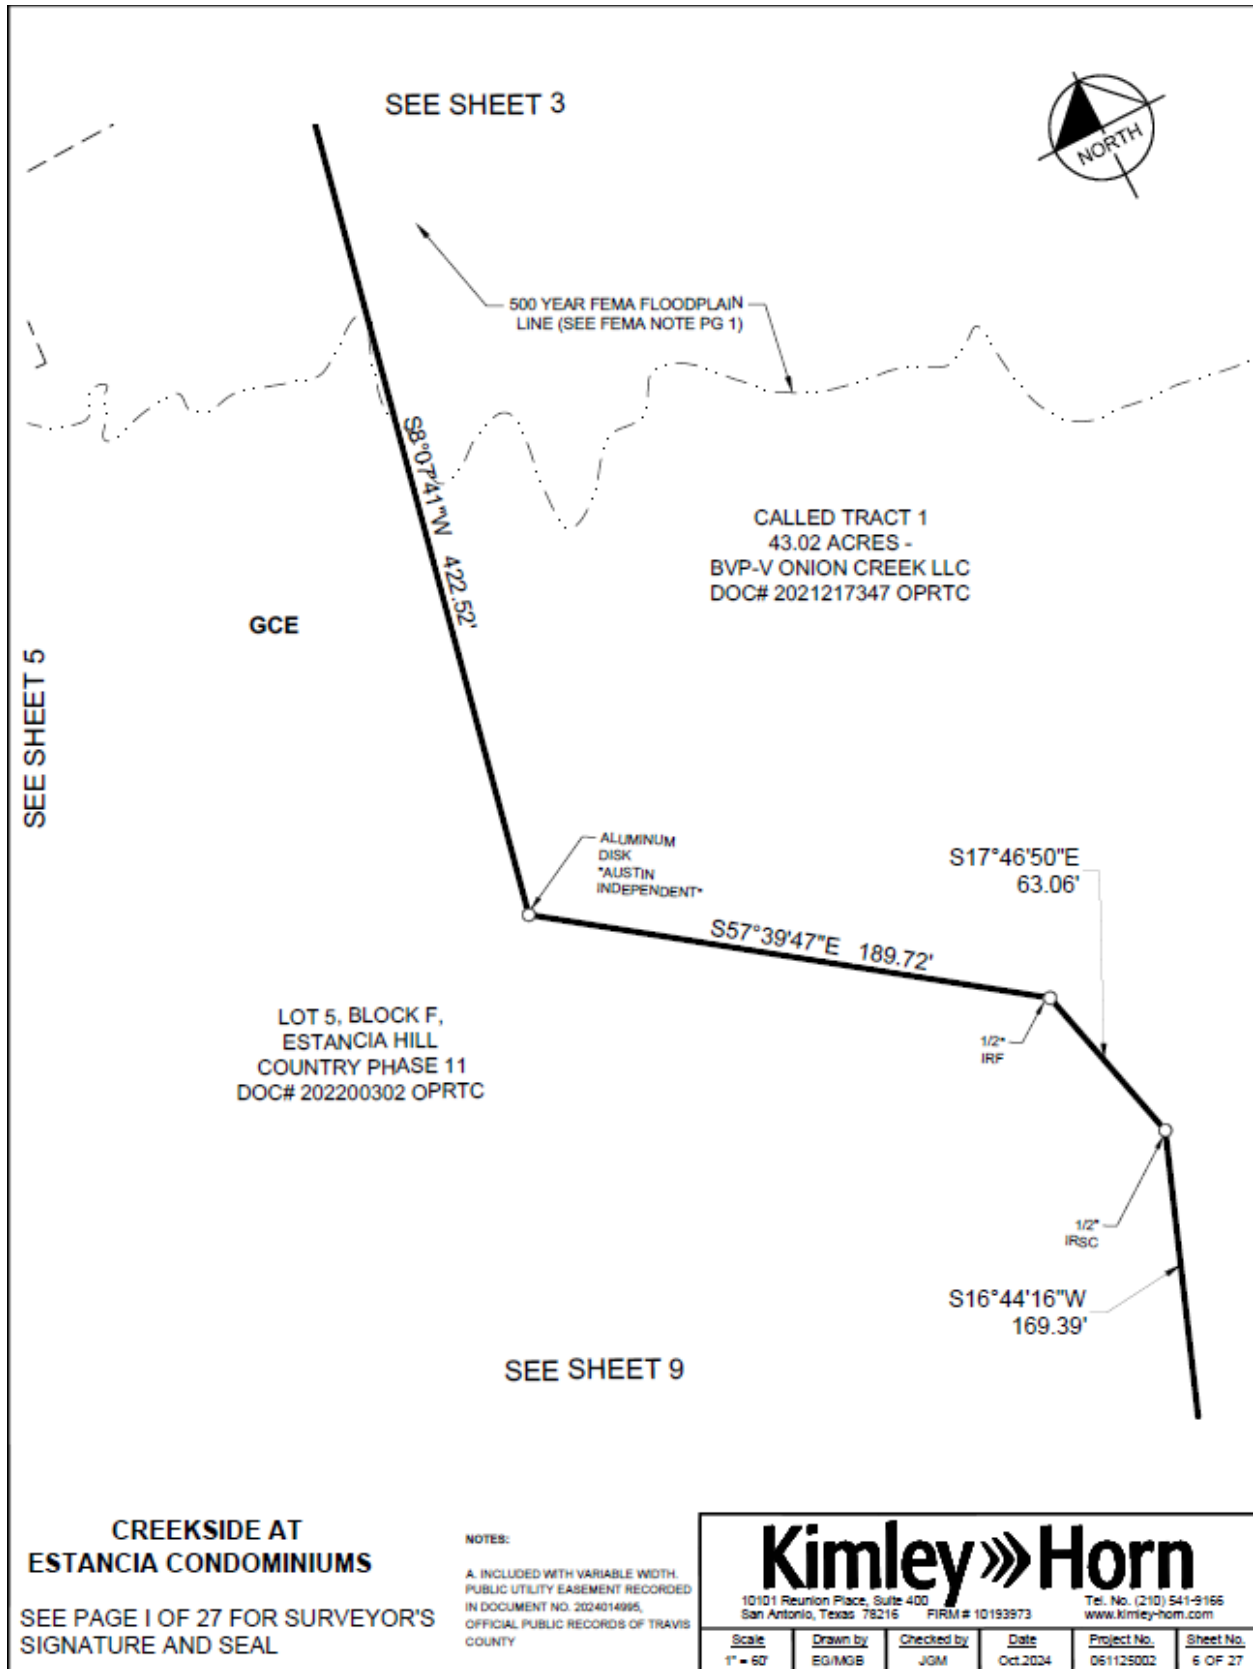 SEE SHEET 3
NORTH
500 YEAR FEMA FLOODPLAIN
LINE (SEE FEMA NOTE PG 1)
S8°07'41"W 422.52'
CALLED TRACT 1
43.02 ACRES -
BVP-V ONION CREEK LLC
DOC# 2021217347 OPRTC
GCE
SEE SHEET 5
ALUMINUM
DISK
"AUSTIN
INDEPENDENT"
S17°46'50"E
63.06'
S57°39'47"E 189.72'
1/2"
IRF
LOT 5, BLOCK F,
ESTANCIA HILL
COUNTRY PHASE 11
DOC# 202200302 OPRTC
1/2"
IRSC
S16°44'16"W
169.39'
SEE SHEET 9
CREEKSIDE AT
ESTANCIA CONDOMINIUMS
SEE PAGE I OF 27 FOR SURVEYOR'S
SIGNATURE AND SEAL
NOTES:
A. INCLUDED WITH VARIABLE WIDTH.
PUBLIC UTILITY EASEMENT RECORDED
IN DOCUMENT NO. 2024014995,
OFFICIAL PUBLIC RECORDS OF TRAVIS
COUNTY
Kimley»Horn
10101 Reunion Place, Suite 400
San Antonio, Texas 78216 FIRM # 10193973
Tel. No. (210) 541-9166
www.kimley-horn.com
Scale Drawn by Checked by Date Project No. Sheet No.
1" = 60' EG/MGB JGM Oct.2024 061125002 6 OF 27